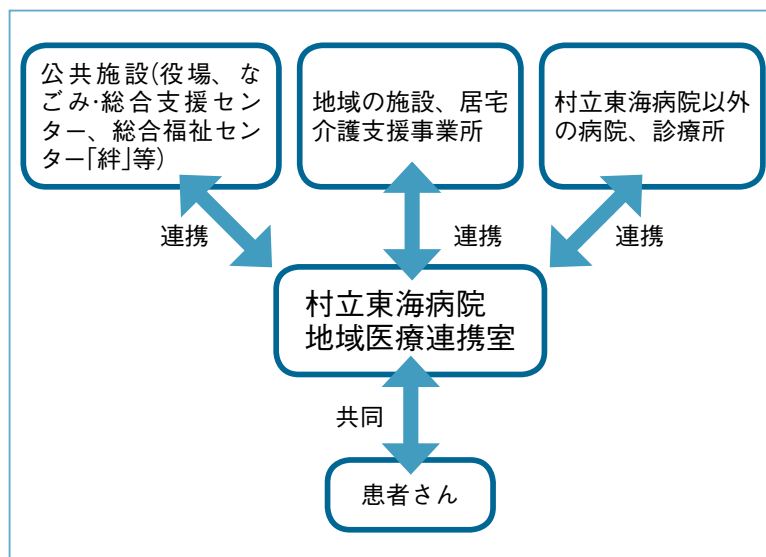 公共施設(役場、な
ごみ・総合支援セン
ター、総合福祉セン
ター「絆」等)
地域の施設、居宅
介護支援事業所
村立東海病院以外
の病院、診療所
連携
連携
連携
村立東海病院
地域医療連携室
共同
患者さん